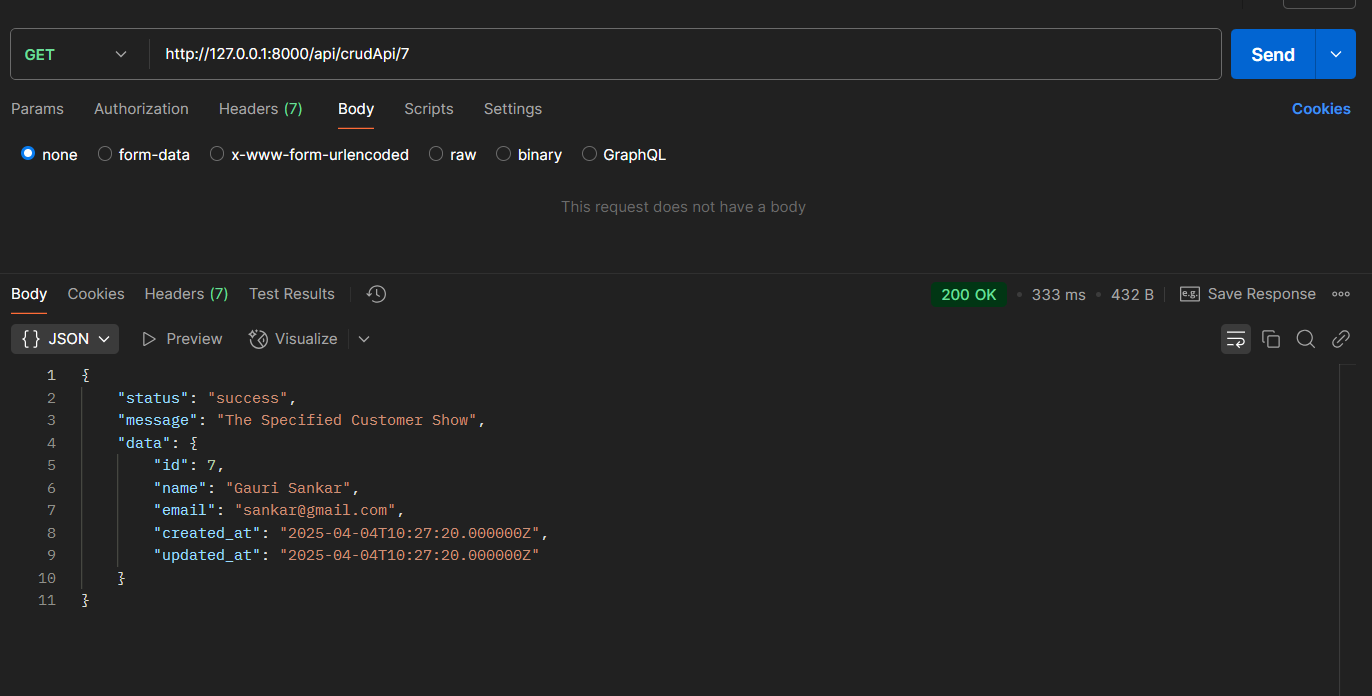 GET http://127.0.0.1:8000/api/crudApi/7 Send
Params Authorization Headers (7) Body Scripts Settings Cookies
none form-data x-www-form-urlencoded raw binary GraphQL
This request does not have a body
Body Cookies Headers (7) Test Results 200 OK • 333 ms • 432 B e.g. Save Response
{} JSON Preview Visualize
1 {
2 "status": "success",
3 "message": "The Specified Customer Show",
4 "data": {
5 "id": 7,
6 "name": "Gauri Sankar",
7 "email": "sankar@gmail.com",
8 "created_at": "2025-04-04T10:27:20.000000Z",
9 "updated_at": "2025-04-04T10:27:20.000000Z"
10 }
11 }